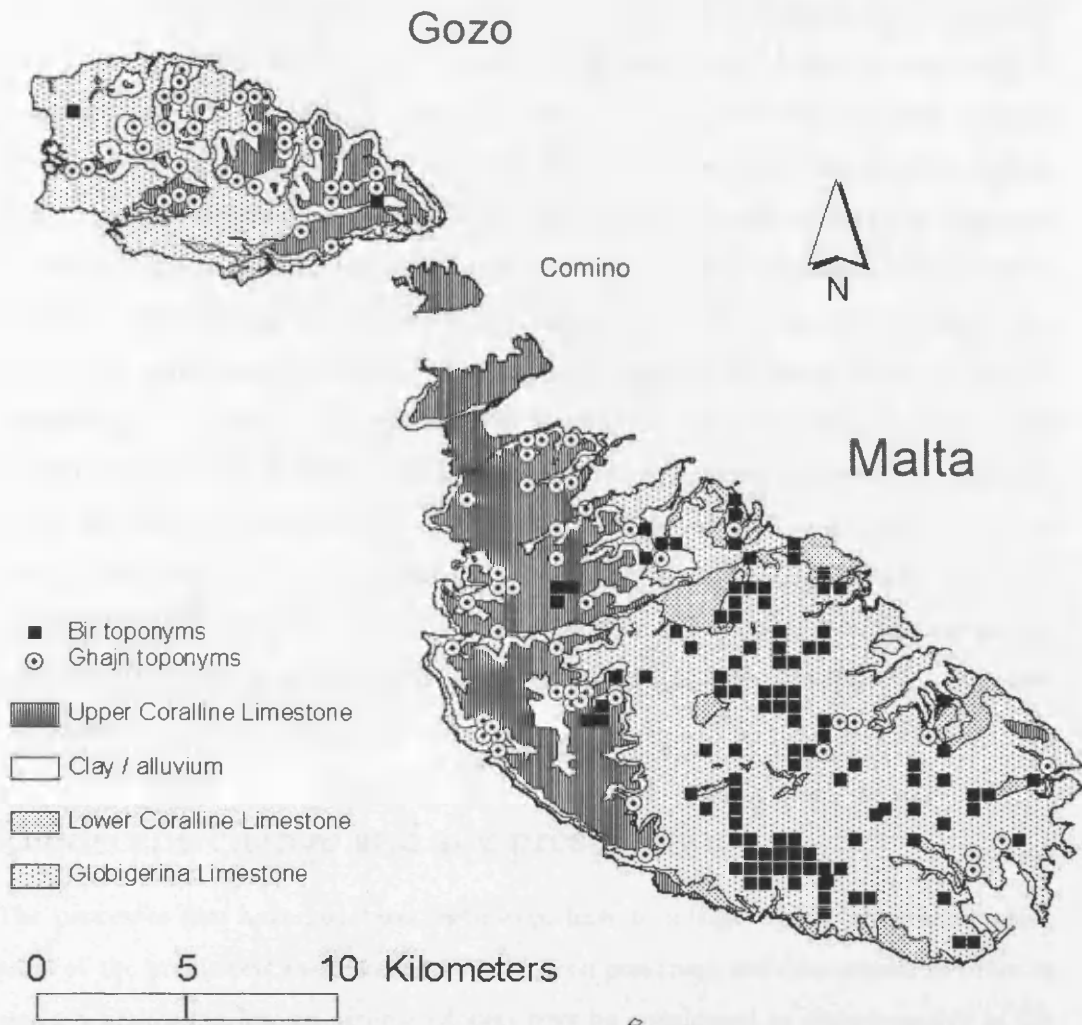 Gozo
Comino
N
Malta
Bir toponyms
Ghajn toponyms
Upper Coralline Limestone
Clay / alluvium
Lower Coralline Limestone
Globigerina Limestone
0 5 10 Kilometers